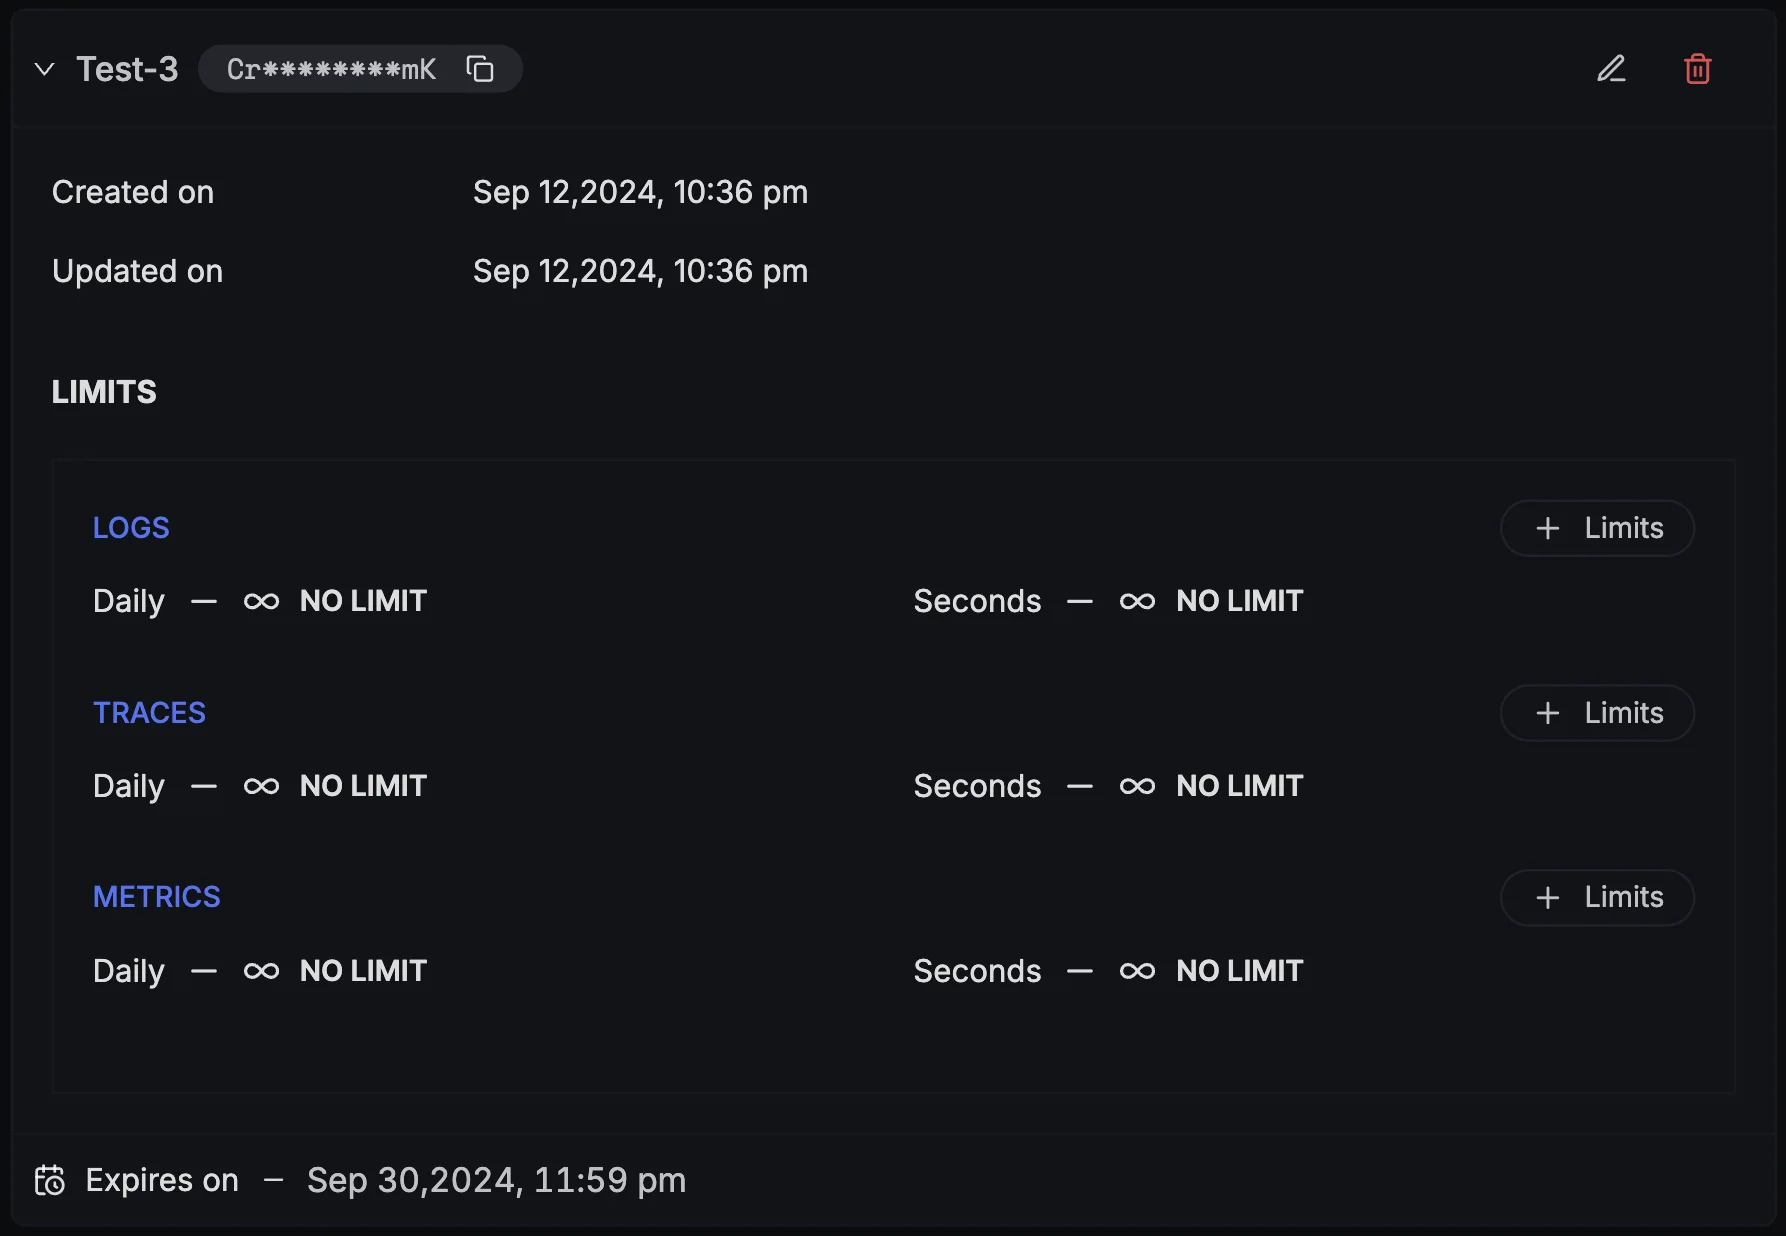 Test-3 Cr********mK
Created on Sep 12,2024, 10:36 pm
Updated on Sep 12,2024, 10:36 pm
LIMITS
LOGS + Limits
Daily — ∞ NO LIMIT Seconds — ∞ NO LIMIT
TRACES + Limits
Daily — ∞ NO LIMIT Seconds — ∞ NO LIMIT
METRICS + Limits
Daily — ∞ NO LIMIT Seconds — ∞ NO LIMIT
Expires on — Sep 30,2024, 11:59 pm